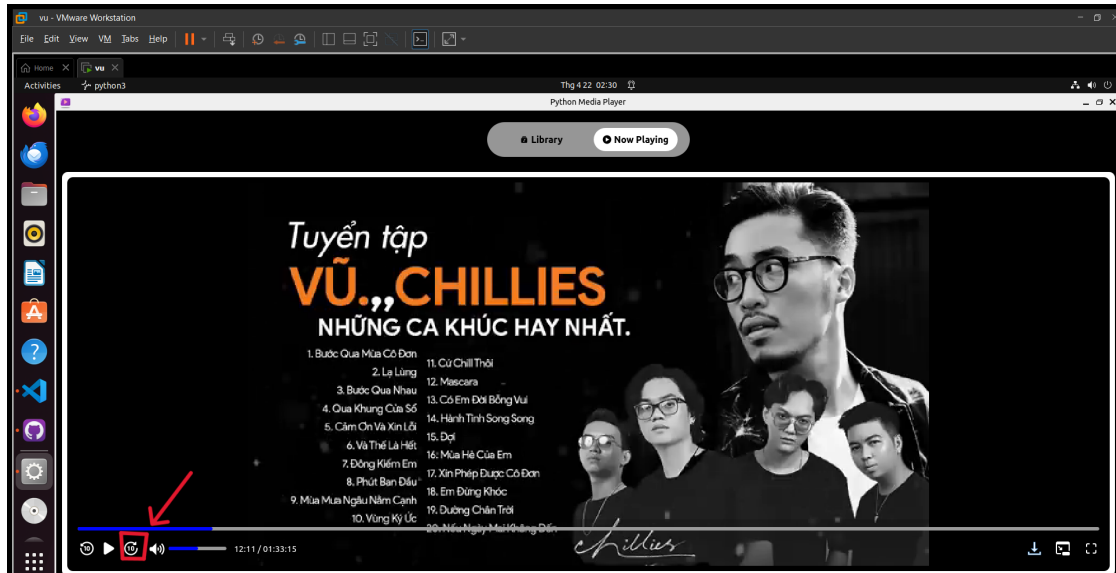 vu - VMware Workstation
File Edit View VM Tabs Help
Home
vu
Activities
python3
Thg 4 22 02:30
Python Media Player
Library
Now Playing
Tuyển tập
VŨ.,,CHILLIES
NHỮNG CA KHÚC HAY NHẤT.
1. Bước Qua Mùa Cô Đơn
2. Lạ Lùng
3. Bước Qua Nhau
4. Qua Khung Cửa Sổ
5. Cảm Ơn Và Xin Lỗi
6. Và Thế Là Hết
7. Đông Kiếm Em
8. Phút Ban Đầu
9. Mùa Mưa Ngâu Nằm Cạnh
10. Vùng Ký Ức
11. Cứ Chill Thôi
12. Mascara
13. Có Em Đời Bỗng Vui
14. Hành Tinh Song Song
15. Đợi
16: Mùa Hè Của Em
17. Xin Phép Được Cô Đơn
18. Em Đừng Khóc
19. Đường Chân Trời
20. Nếu Ngày Mai Không Đến
Chillies
10
10
12:11 / 01:33:15